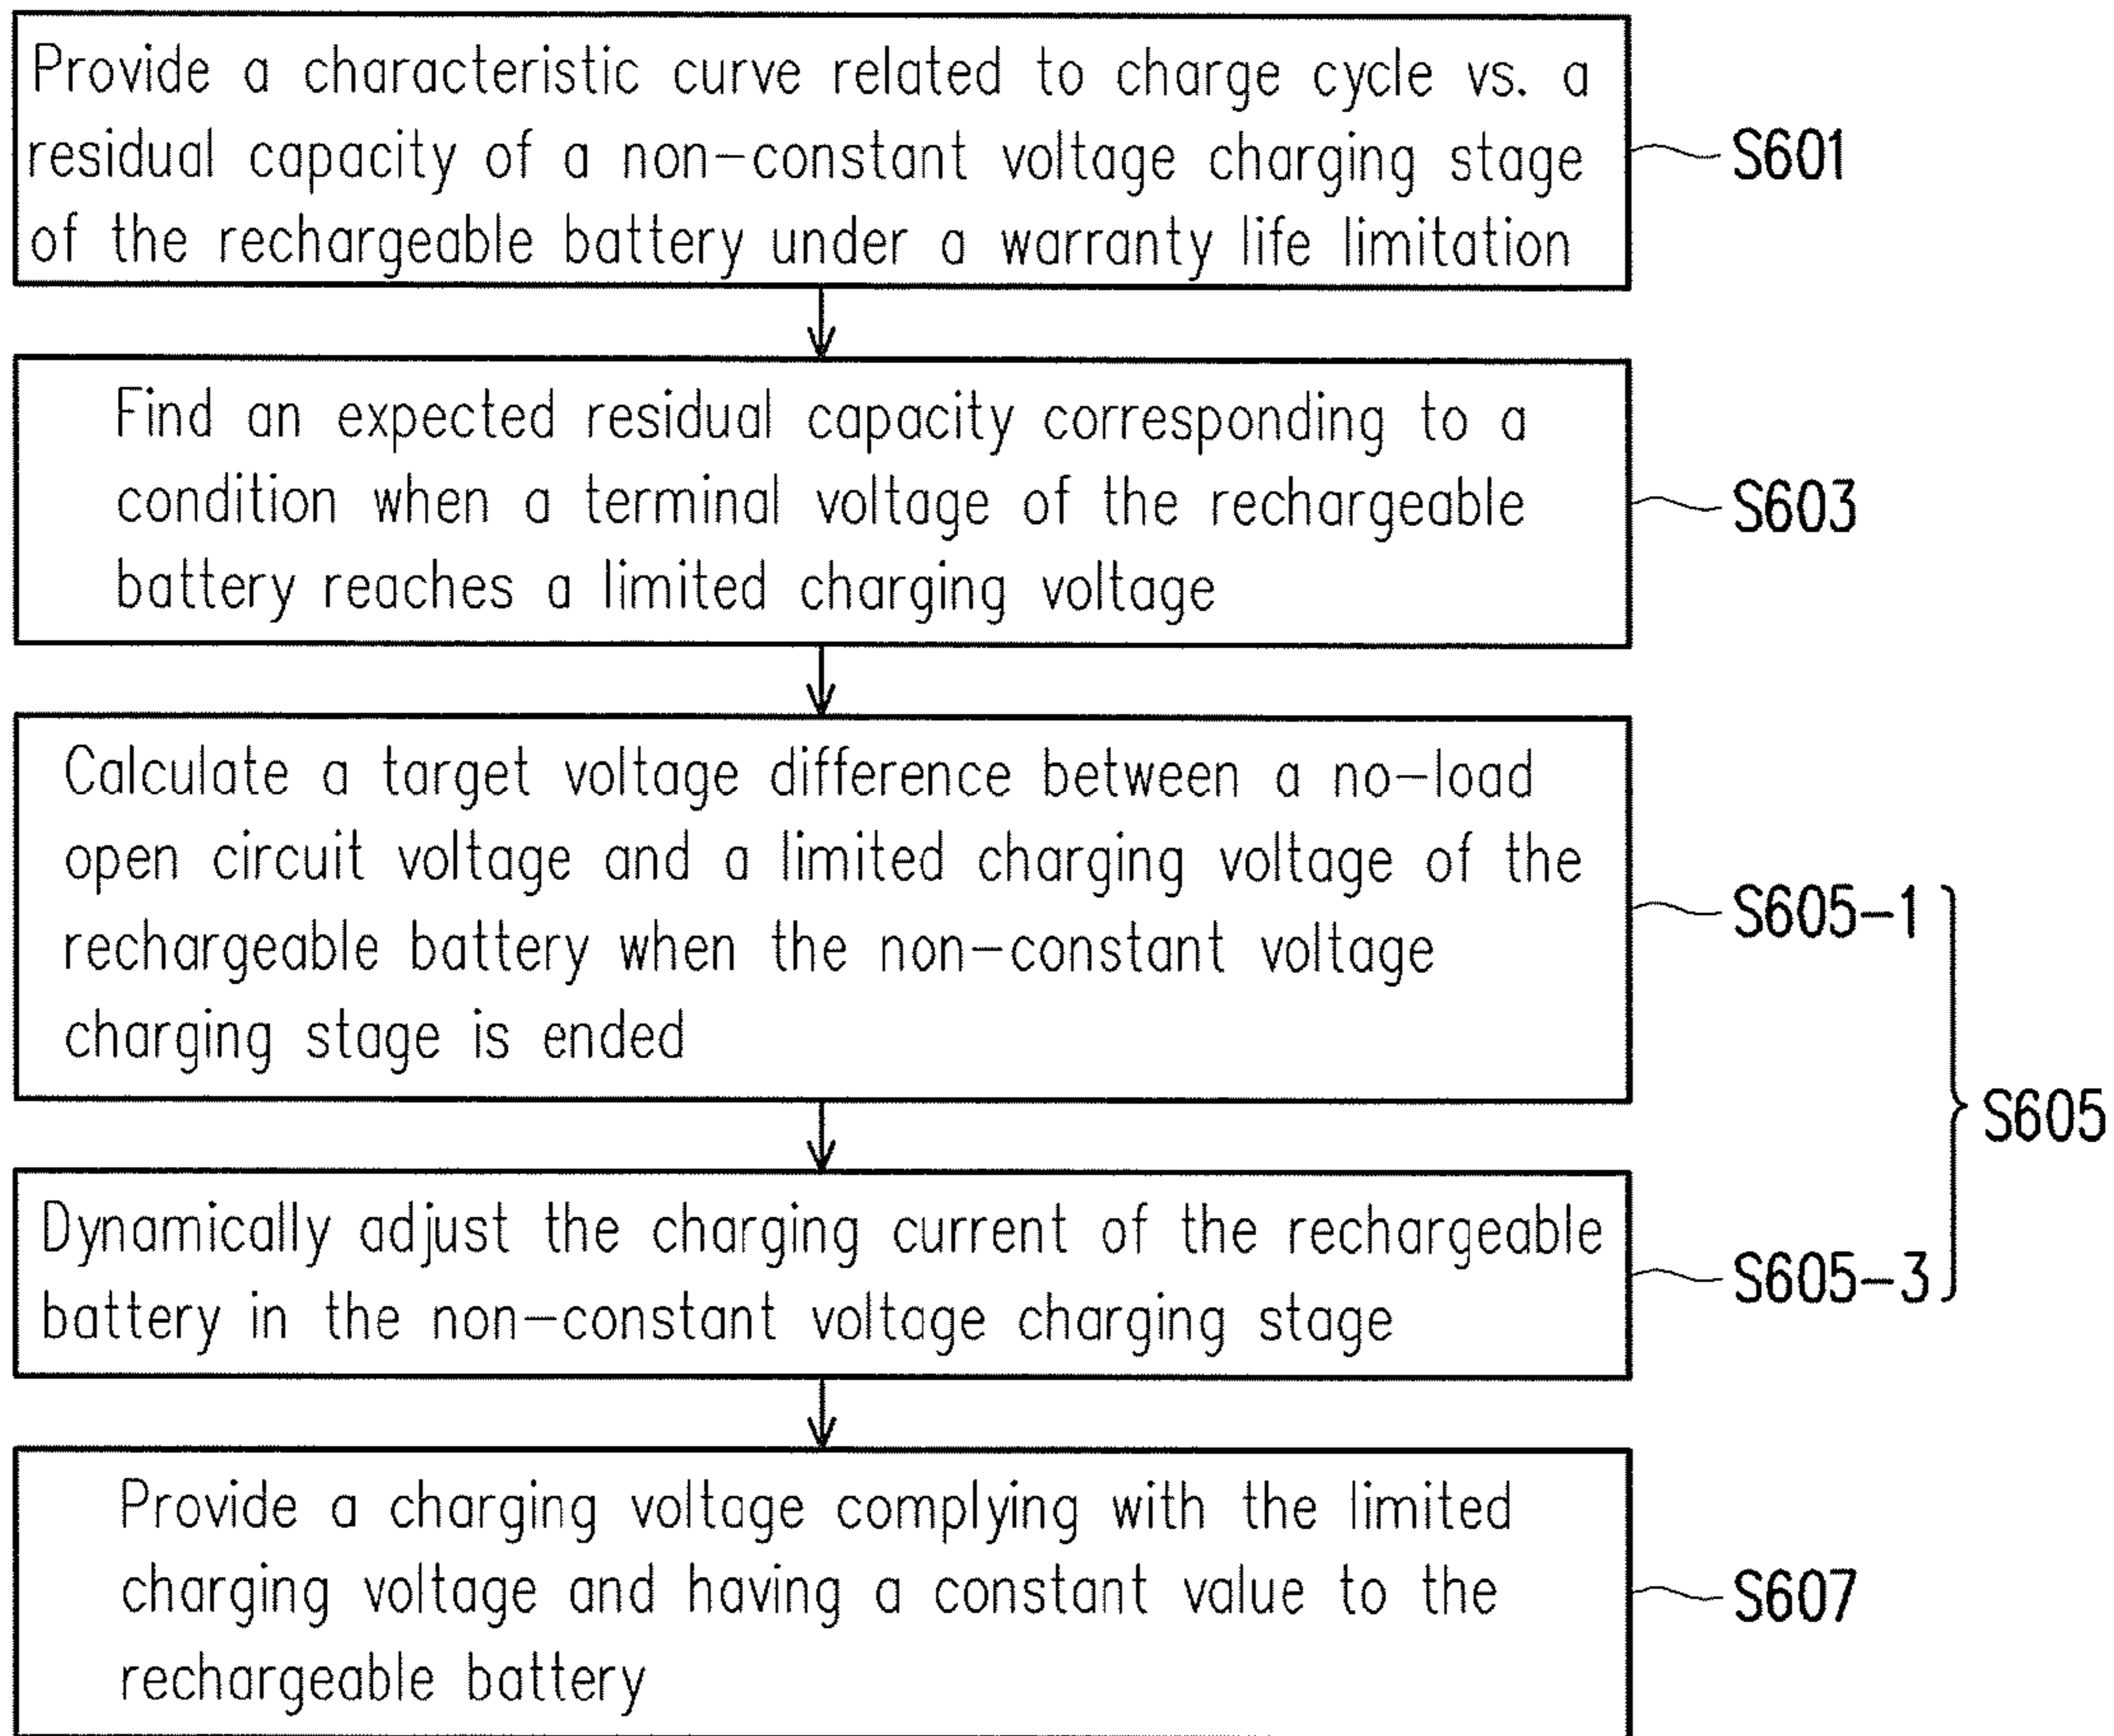 Provide a characteristic curve related to charge cycle vs. a
residual capacity of a non-constant voltage charging stage
of the rechargeable battery under a warranty life limitation
S601
Find an expected residual capacity corresponding to a
condition when a terminal voltage of the rechargeable
battery reaches a limited charging voltage
S603
Calculate a target voltage difference between a no-load
open circuit voltage and a limited charging voltage of the
rechargeable battery when the non-constant voltage
charging stage is ended
S605-1
S605
Dynamically adjust the charging current of the rechargeable
battery in the non-constant voltage charging stage
S605-3
Provide a charging voltage complying with the limited
charging voltage and having a constant value to the
rechargeable battery
S607